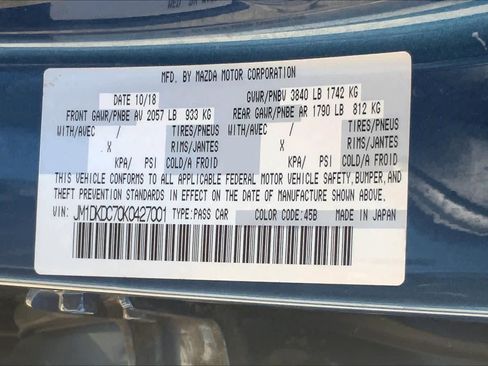 MFD. BY MAZDA MOTOR CORPORATION
DATE 10/18 GVWR/PNBV 3840 LB 1742 KG
FRONT GAWR/PNBE AV 2057 LB 933 KG REAR GAWR/PNBE AR 1790 LB 812 KG
WITH/AVEC / TIRES/PNEUS WITH/AVEC / TIRES/PNEUS
X RIMS/JANTES X RIMS/JANTES
KPA/ PSI COLD/A FROID KPA/ PSI COLD/A FROID
THIS VEHICLE CONFORMS TO ALL APPLICABLE FEDERAL MOTOR VEHICLE SAFETY, BUMPER, AND
THEFT PREVENTION STANDARDS IN EFFECT ON THE DATE OF MANUFACTURE SHOWN ABOVE.
VIN: JM1DKDC70K0427001 TYPE:PASS CAR COLOR CODE:45B MADE IN JAPAN